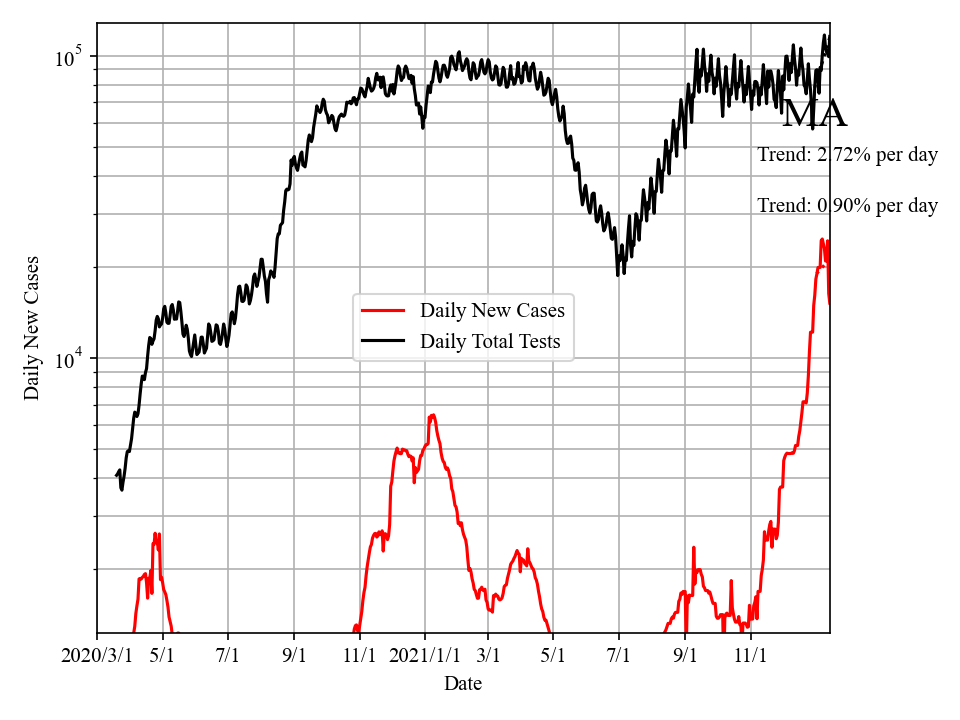 10^5
MA
Trend: 2.72% per day
Trend: 0.90% per day
Daily New Cases
Daily New Cases
Daily Total Tests
10^4
2020/3/1 5/1 7/1 9/1 11/1 2021/1/1 3/1 5/1 7/1 9/1 11/1
Date